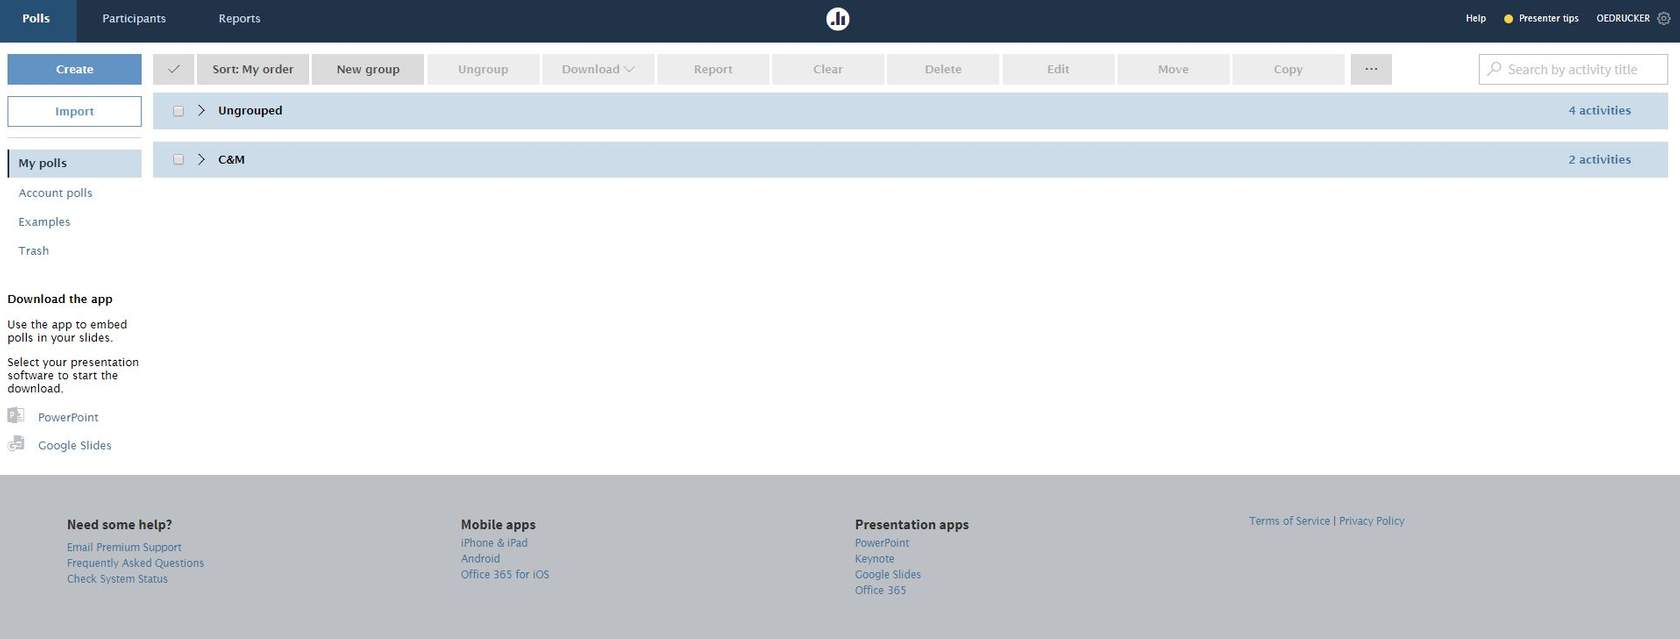 Polls Participants Reports Help Presenter tips OEDRUCKER
Create Sort: My order New group Ungroup Download Report Clear Delete Edit Move Copy ... Search by activity title
Import
Ungrouped 4 activities
C&M 2 activities
My polls
Account polls
Examples
Trash
Download the app
Use the app to embed
polls in your slides.
Select your presentation
software to start the
download.
PowerPoint
Google Slides
Need some help?
Email Premium Support
Frequently Asked Questions
Check System Status
Mobile apps
iPhone & iPad
Android
Office 365 for iOS
Presentation apps
PowerPoint
Keynote
Google Slides
Office 365
Terms of Service | Privacy Policy